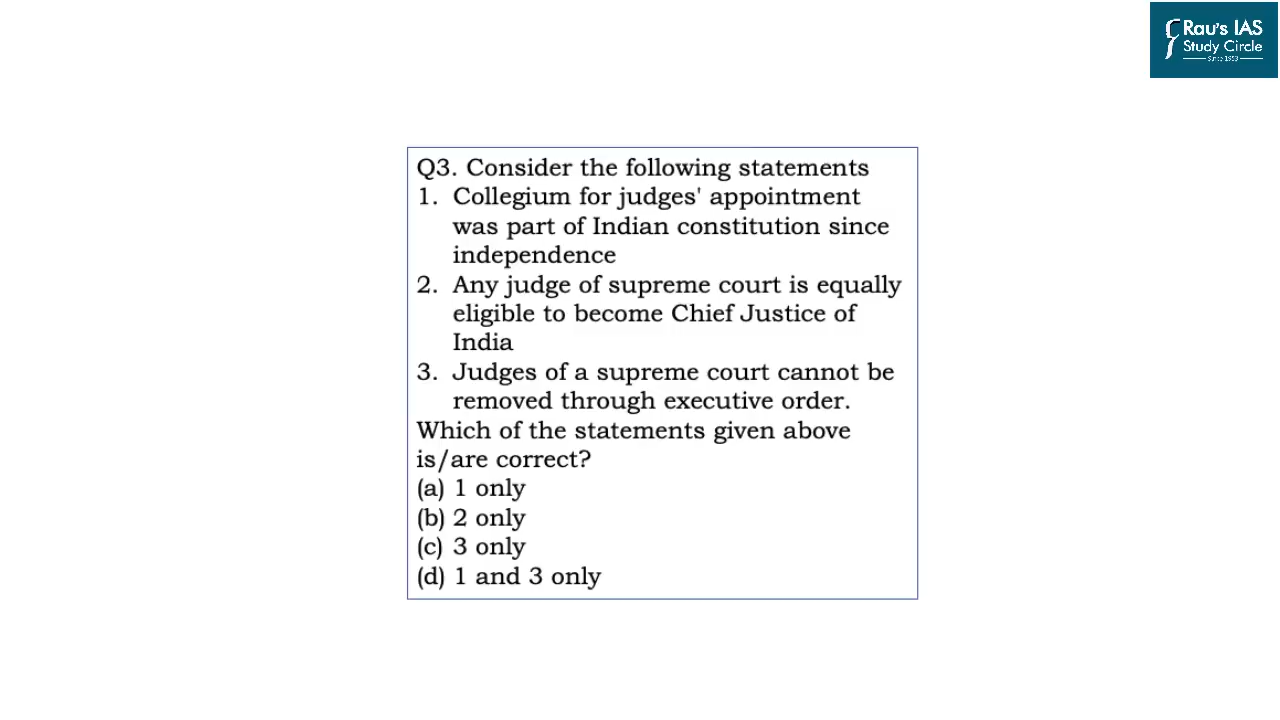 Rau's IAS
Study Circle
Since 1953
Q3. Consider the following statements
1. Collegium for judges' appointment
was part of Indian constitution since
independence
2. Any judge of supreme court is equally
eligible to become Chief Justice of
India
3. Judges of a supreme court cannot be
removed through executive order.
Which of the statements given above
is/are correct?
(a) 1 only
(b) 2 only
(c) 3 only
(d) 1 and 3 only